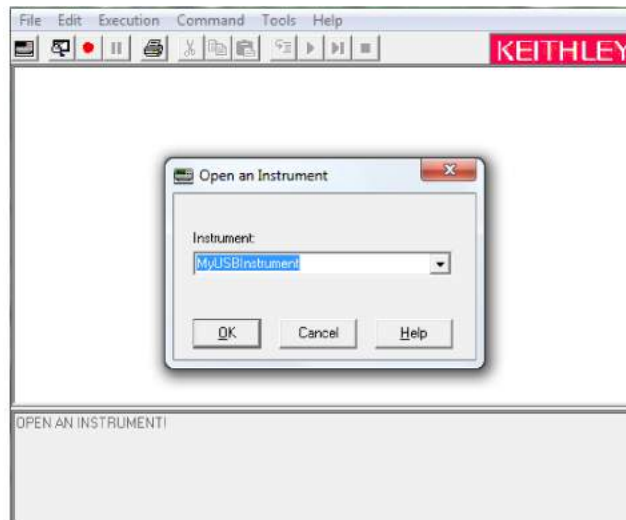 File Edit Execution Command Tools Help
KEITHLEY
Open an Instrument
Instrument:
MyUSBInstrument
OK Cancel Help
OPEN AN INSTRUMENT!